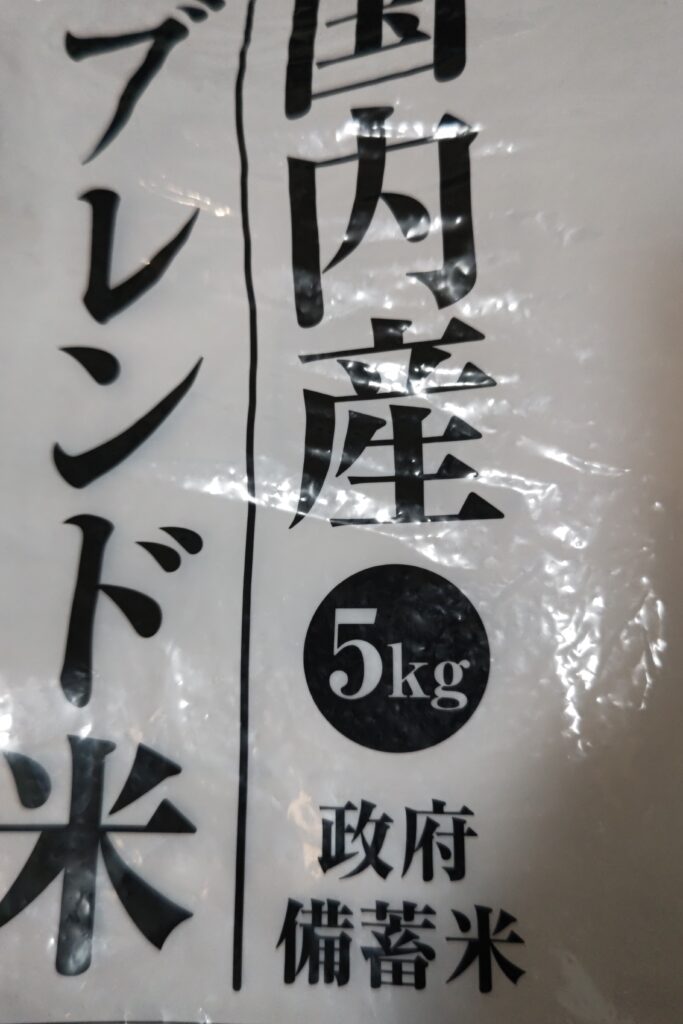 国内産
5kg
政府
備蓄米
ブレンド米